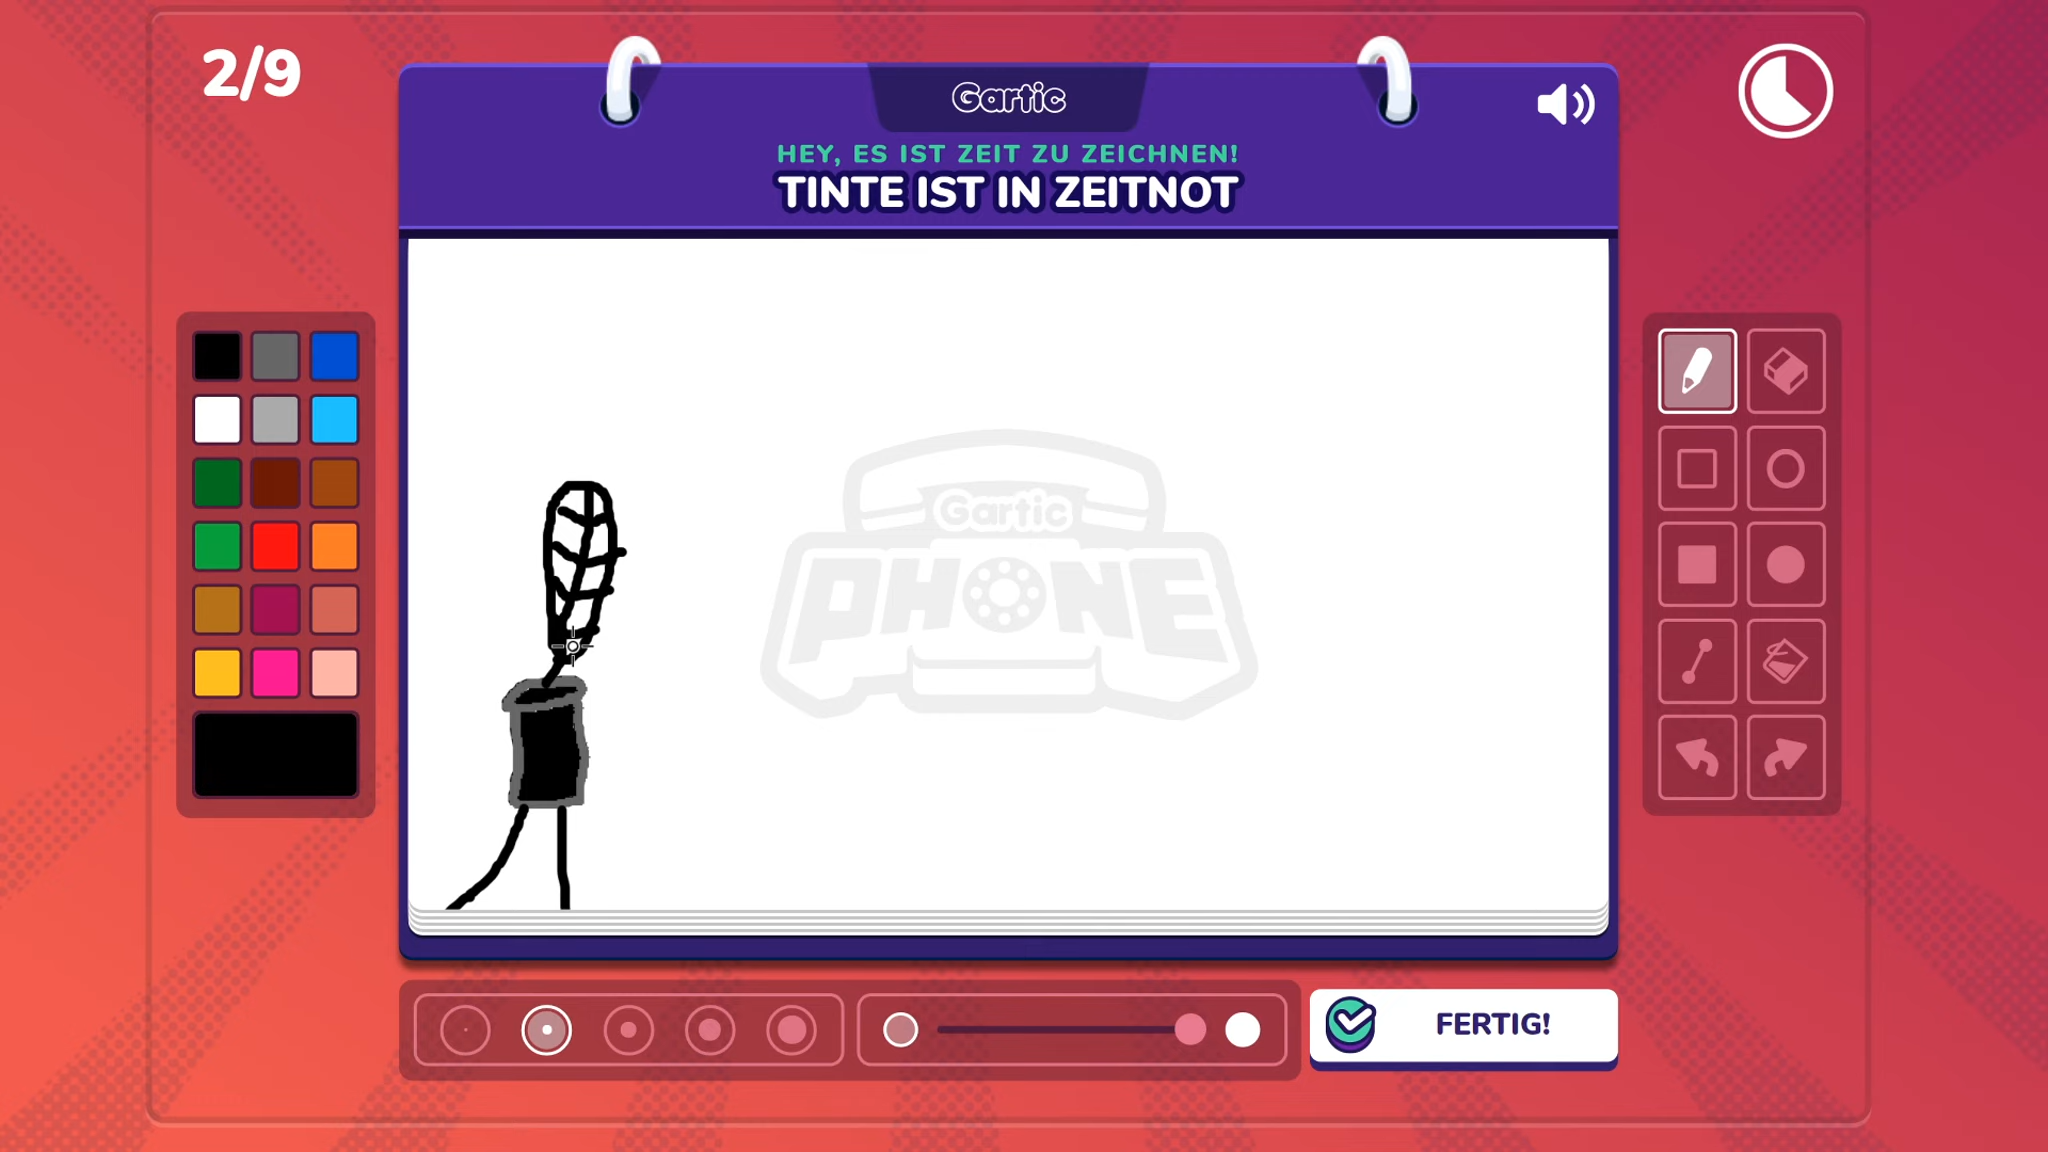 2/9
Gartic
HEY, ES IST ZEIT ZU ZEICHNEN!
TINTE IST IN ZEITNOT
Gartic
PHONE
FERTIG!